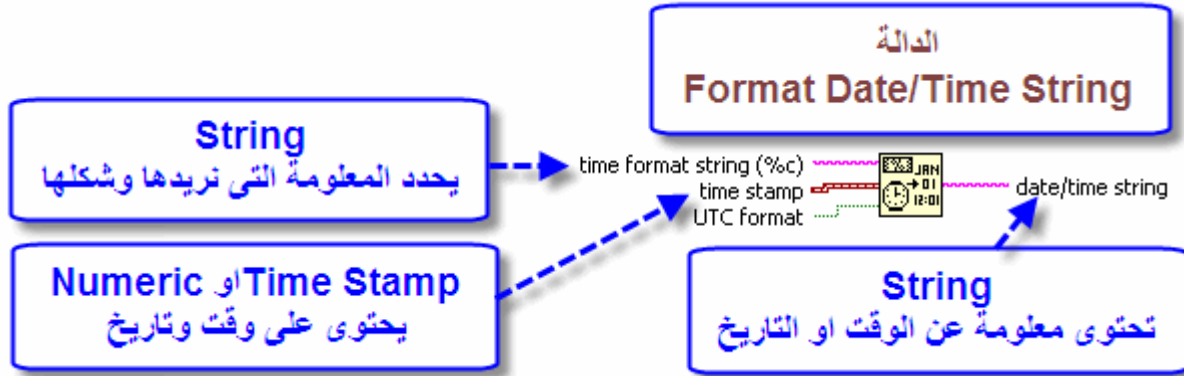 الدالة
Format Date/Time String
String
يحدد المعلومة التى نريدها وشكلها
time format string (%c)
time stamp
UTC format
%.3
JAN
01
12:01
date/time string
Time Stamp او Numeric
يحتوى على وقت وتاريخ
String
تحتوى معلومة عن الوقت او التاريخ